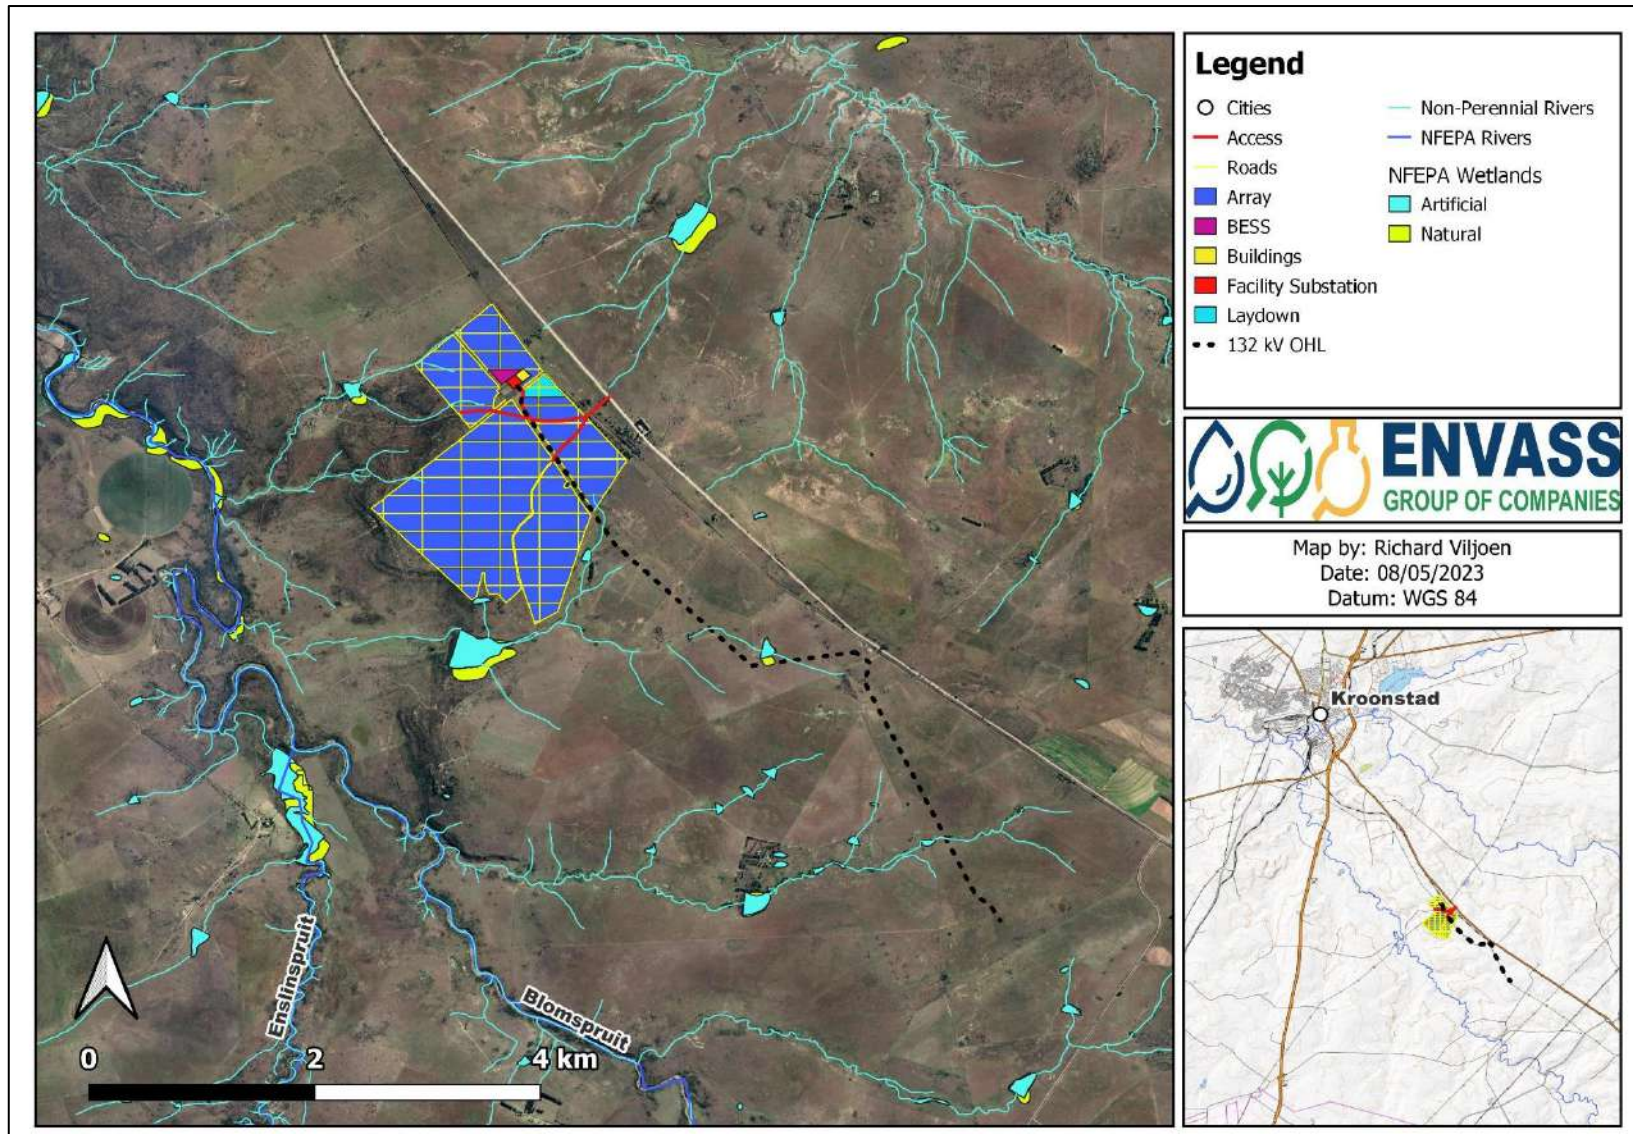 Legend
Cities
Access
Roads
Array
BESS
Buildings
Facility Substation
Laydown
132 kV OHL
Non-Perennial Rivers
NFEPA Rivers
NFEPA Wetlands
Artificial
Natural
ENVASS
GROUP OF COMPANIES
Map by: Richard Viljoen
Date: 08/05/2023
Datum: WGS 84
Kroonstad
Enslinspruit
Blomspruit
0 2 4 km